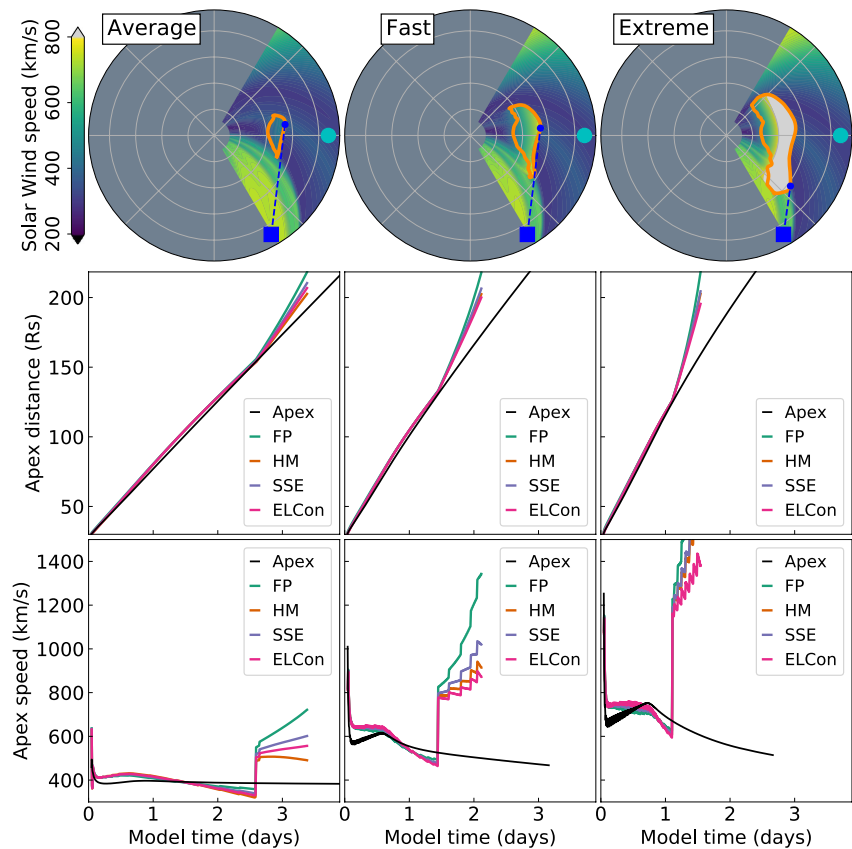 Average
Fast
Extreme
Solar Wind speed (km/s)
800
600
400
200
Apex distance (Rs)
200
150
100
50
Apex
FP
HM
SSE
ELCon
Apex
FP
HM
SSE
ELCon
Apex
FP
HM
SSE
ELCon
Apex speed (km/s)
1400
1200
1000
800
600
400
Apex
FP
HM
SSE
ELCon
Apex
FP
HM
SSE
ELCon
Apex
FP
HM
SSE
ELCon
0 1 2 3
0 1 2 3
0 1 2 3
Model time (days)
Model time (days)
Model time (days)